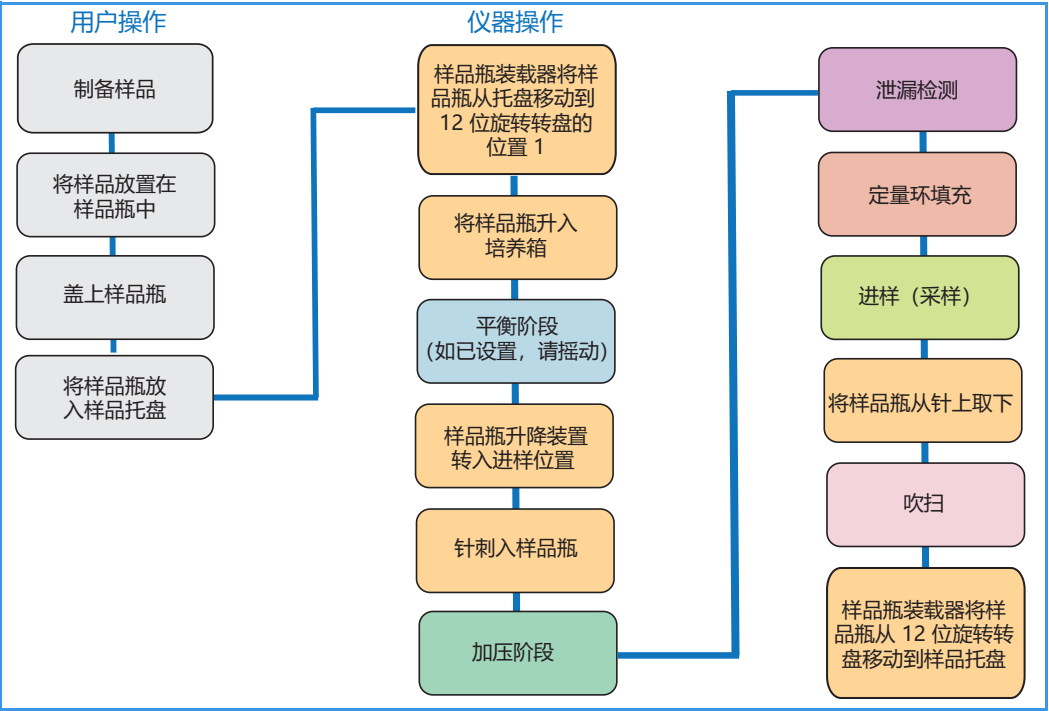 用户操作
制备样品
将样品放置在
样品瓶中
盖上样品瓶
将样品瓶放
入样品托盘
仪器操作
样品瓶装载器将样
品瓶从托盘移动到
12 位旋转转盘的
位置 1
将样品瓶升入
培养箱
平衡阶段
(如已设置，请摇动)
样品瓶升降装置
转入进样位置
针刺入样品瓶
加压阶段
泄漏检测
定量环填充
进样（采样）
将样品瓶从针上取下
吹扫
样品瓶装载器将样
品瓶从 12 位旋转转
盘移动到样品托盘